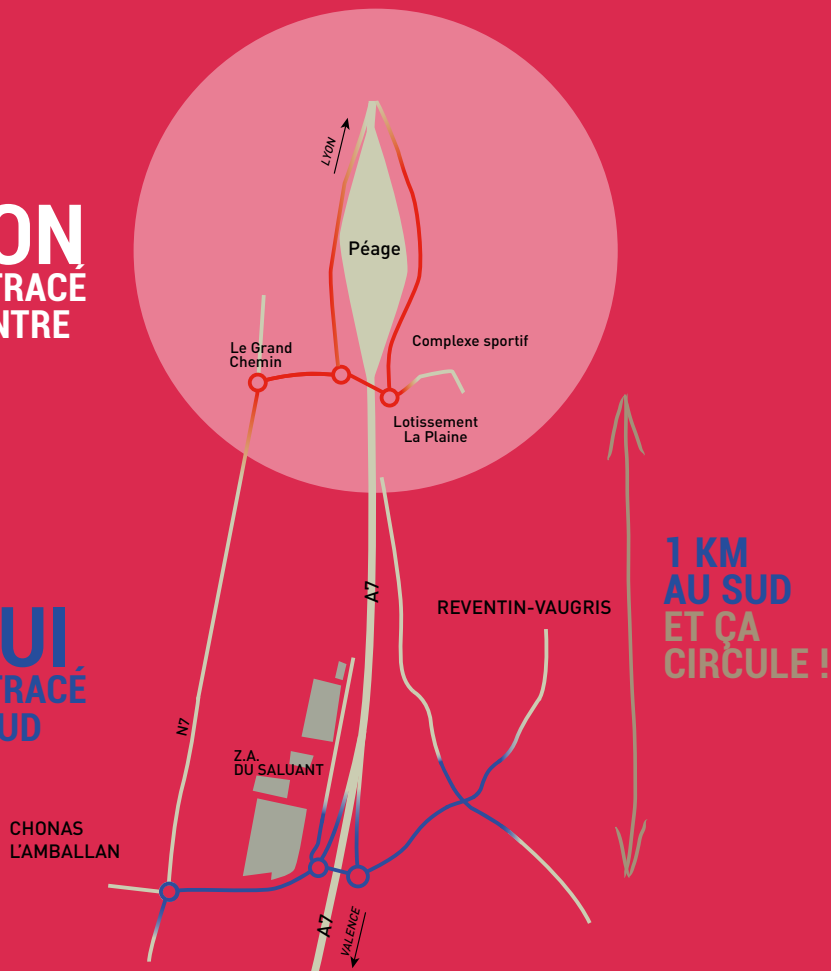 LYON
Péage
ON
TRACÉ
NTRE
Le Grand
Chemin
Complexe sportif
Lotissement
La Plaine
1 KM
AU SUD
ET ÇA
CIRCULE !
A7
REVENTIN-VAUGRIS
UI
TRACÉ
UD
N7
Z.A.
DU SALUANT
CHONAS
L'AMBALLAN
A7
VALENCE